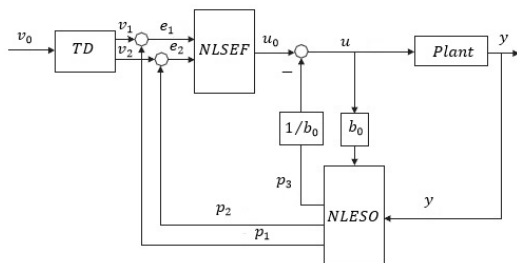 v₀
TD
v₁
v₂
e₁
e₂
NLSEF
u₀
−
u
Plant
y
1/b₀
b₀
p₃
NLESO
y
p₂
p₁